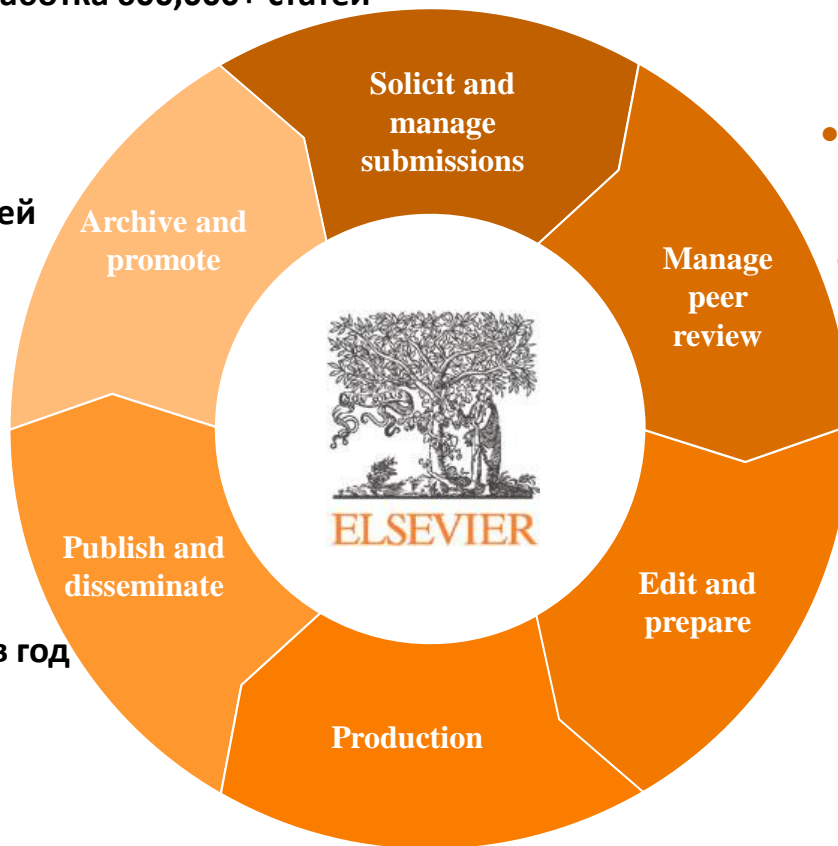 статей
Solicit and
manage
submissions
Archive and
promote
Manage
peer
review
ELSEVIER
Publish and
disseminate
Edit and
prepare
в год
Production